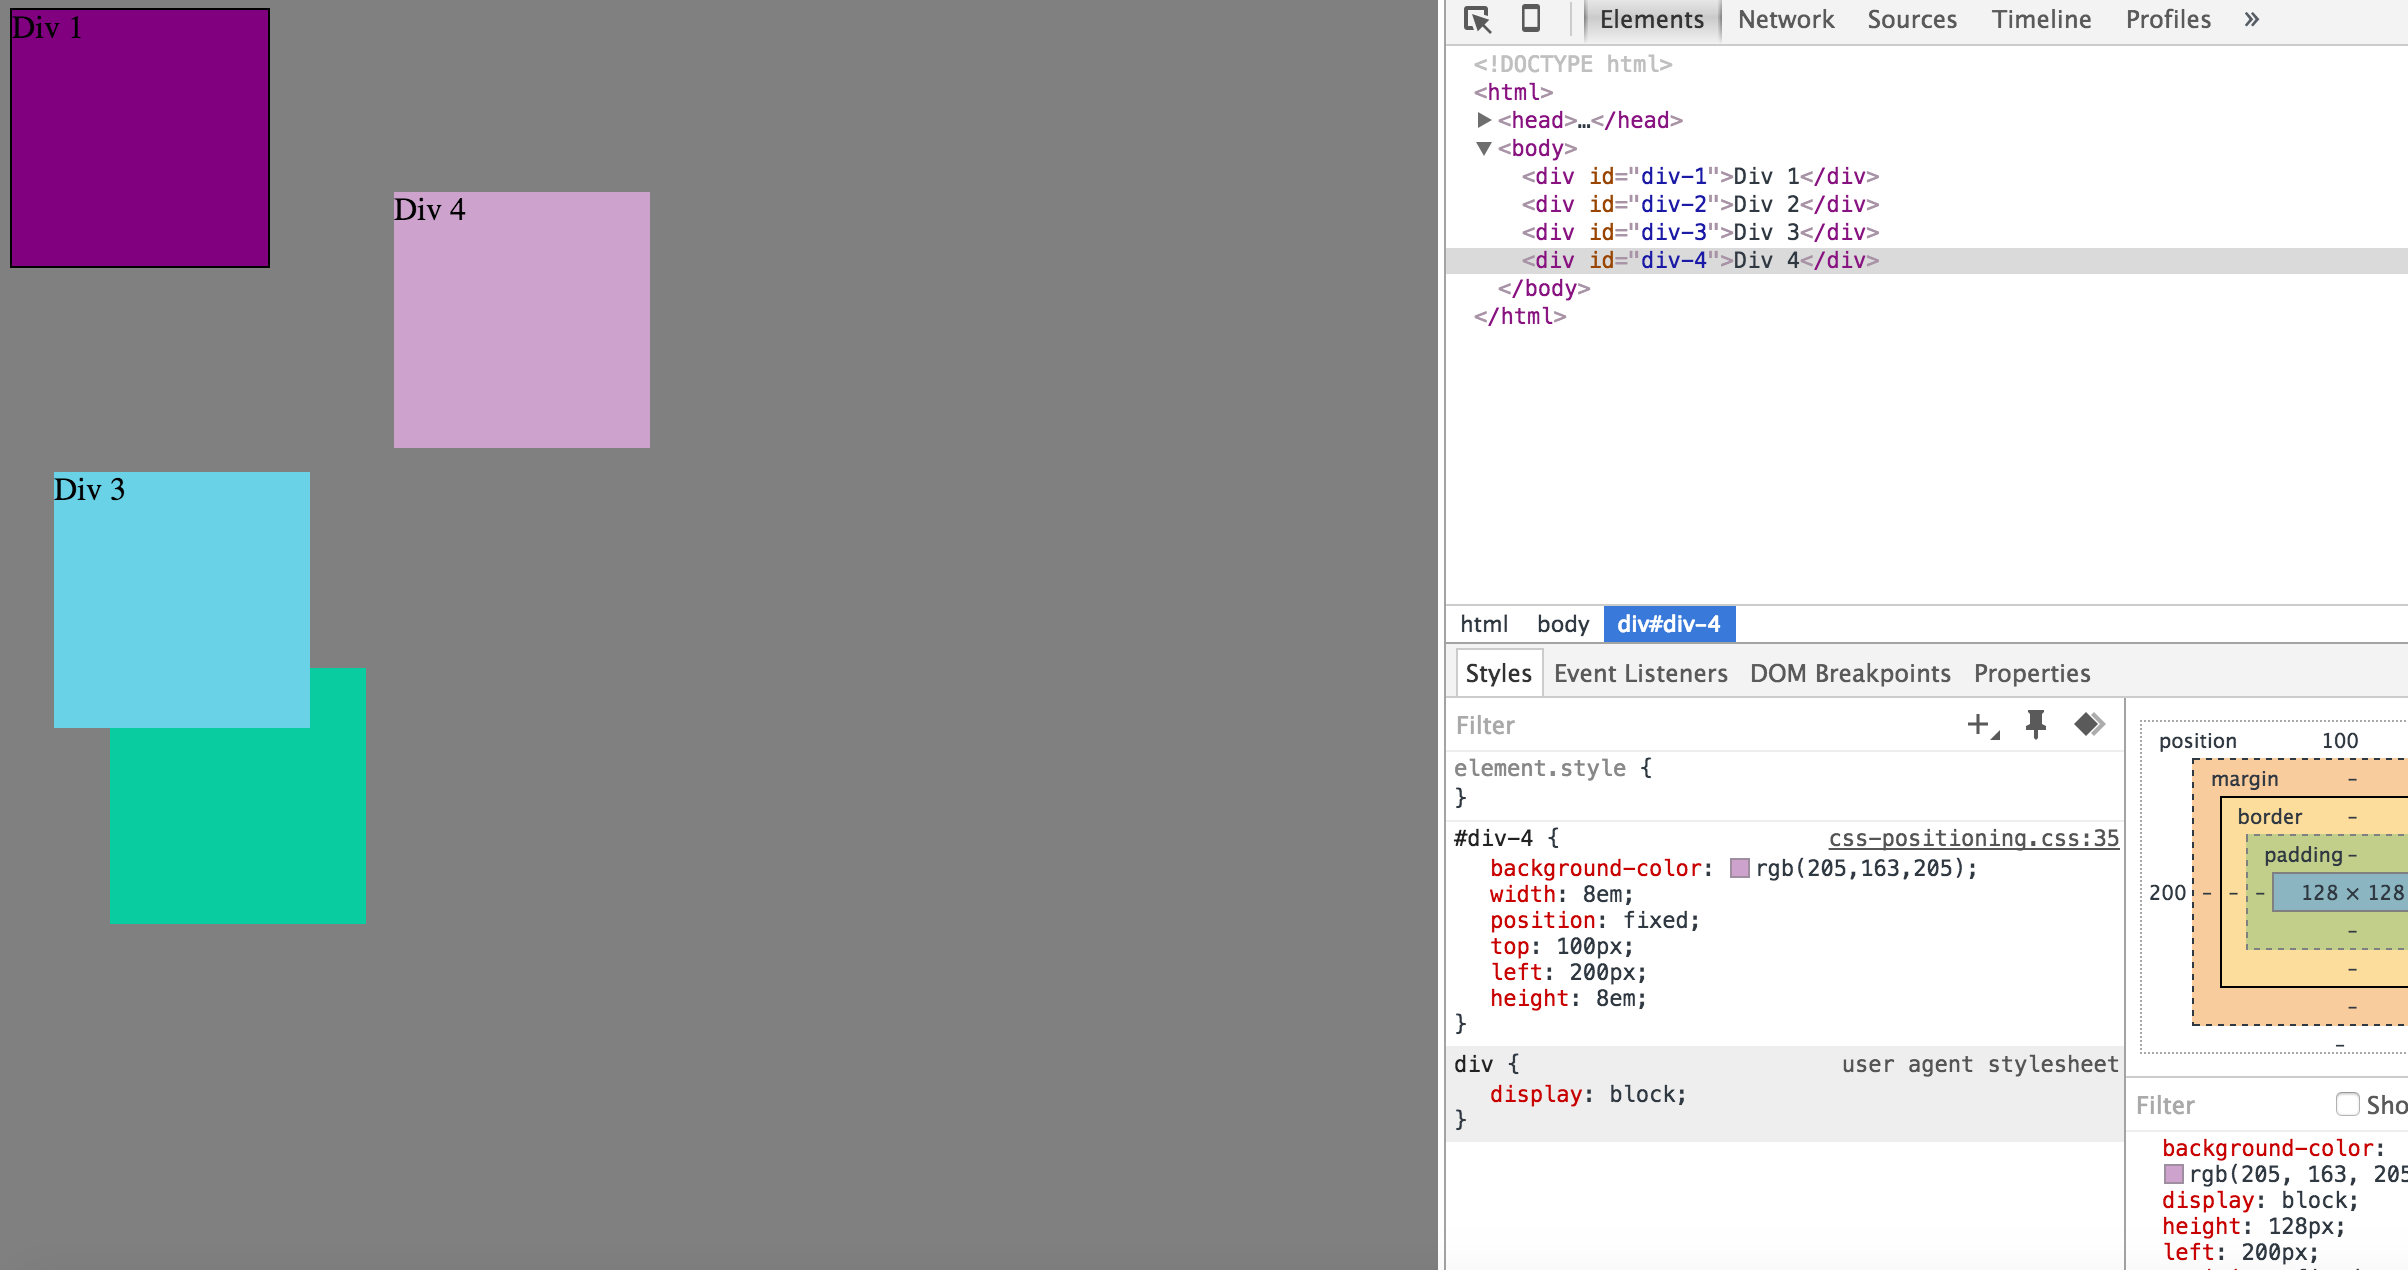 Div 1
Div 4
Div 3
Elements Network Sources Timeline Profiles »
<!DOCTYPE html>
<html>
▶<head>…</head>
▼<body>
<div id="div-1">Div 1</div>
<div id="div-2">Div 2</div>
<div id="div-3">Div 3</div>
<div id="div-4">Div 4</div>
</body>
</html>
html body div#div-4
Styles Event Listeners DOM Breakpoints Properties
Filter
element.style {
}
#div-4 { css-positioning.css:35
background-color: rgb(205,163,205);
width: 8em;
position: fixed;
top: 100px;
left: 200px;
height: 8em;
}
div { user agent stylesheet
display: block;
}
position 100
margin –
border –
padding –
200 – – – 128 × 128
–
–
–
–
Filter Sho
background-color:
rgb(205, 163, 205
display: block;
height: 128px;
left: 200px;